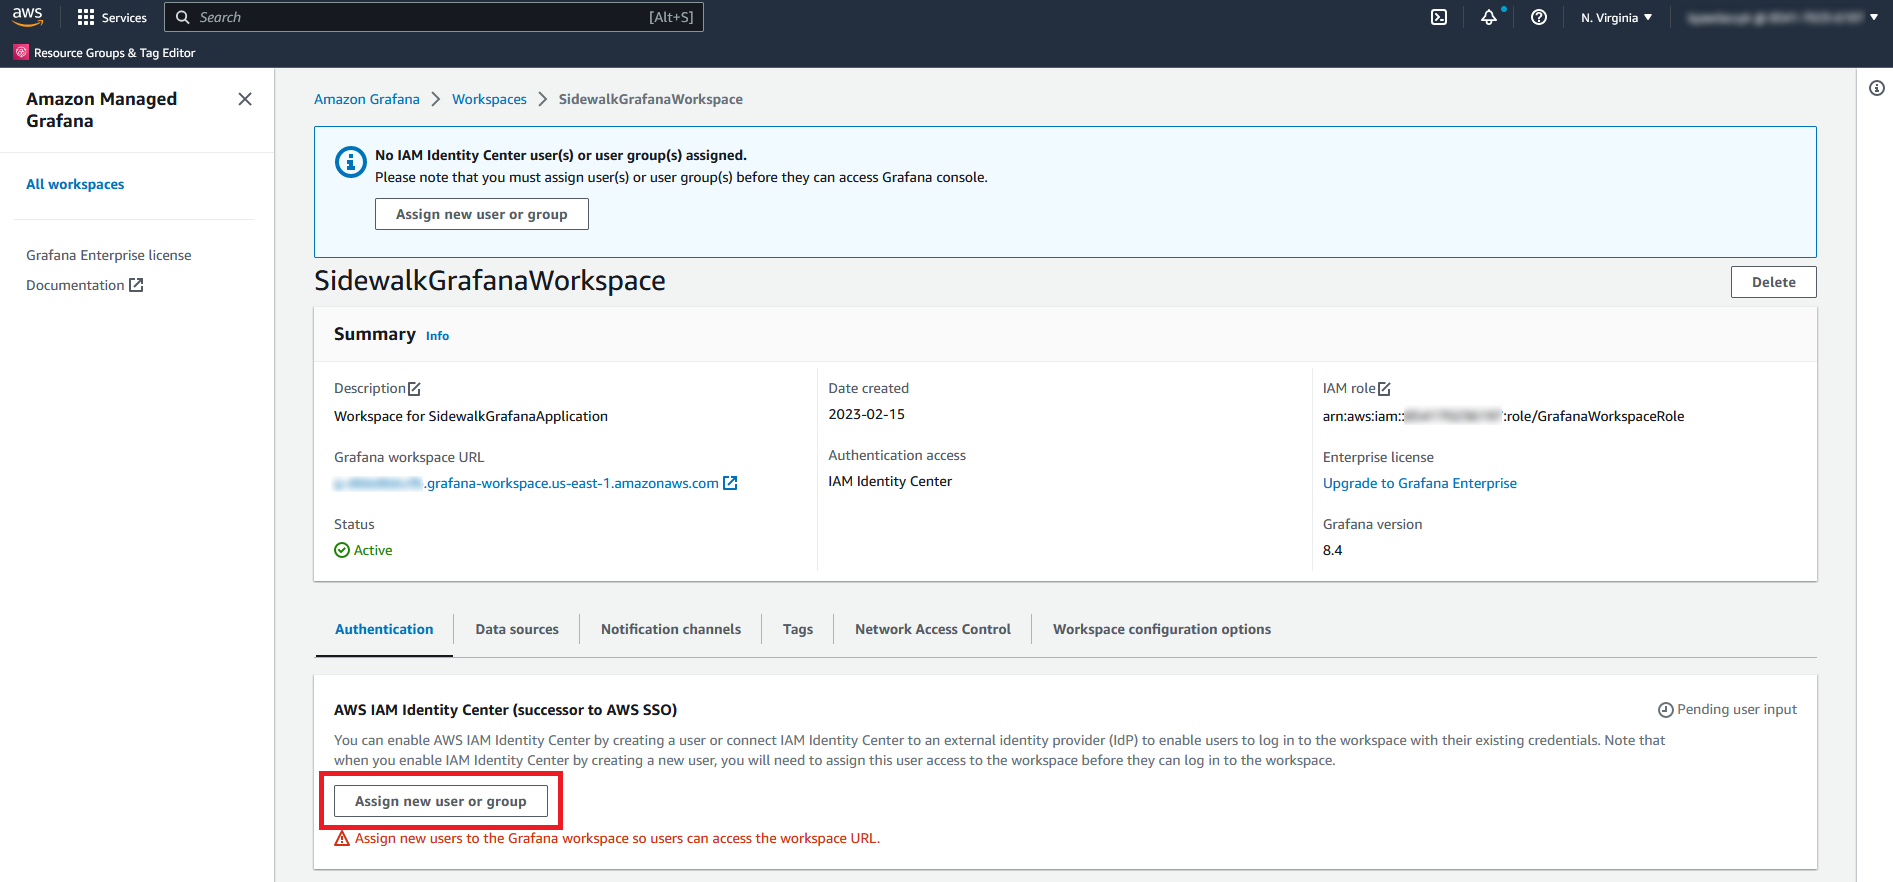 aws
Services
Search
[Alt+S]
N. Virginia
Resource Groups & Tag Editor
Amazon Managed
Grafana
All workspaces
Grafana Enterprise license
Documentation
Amazon Grafana
Workspaces
SidewalkGrafanaWorkspace
No IAM Identity Center user(s) or user group(s) assigned.
Please note that you must assign user(s) or user group(s) before they can access Grafana console.
Assign new user or group
SidewalkGrafanaWorkspace
Delete
Summary Info
Description
Workspace for SidewalkGrafanaApplication
Grafana workspace URL
.grafana-workspace.us-east-1.amazonaws.com
Status
Active
Date created
2023-02-15
Authentication access
IAM Identity Center
IAM role
arn:aws:iam:: :role/GrafanaWorkspaceRole
Enterprise license
Upgrade to Grafana Enterprise
Grafana version
8.4
Authentication
Data sources
Notification channels
Tags
Network Access Control
Workspace configuration options
AWS IAM Identity Center (successor to AWS SSO)
Pending user input
You can enable AWS IAM Identity Center by creating a user or connect IAM Identity Center to an external identity provider (IdP) to enable users to log in to the workspace with their existing credentials. Note that
when you enable IAM Identity Center by creating a new user, you will need to assign this user access to the workspace before they can log in to the workspace.
Assign new user or group
Assign new users to the Grafana workspace so users can access the workspace URL.